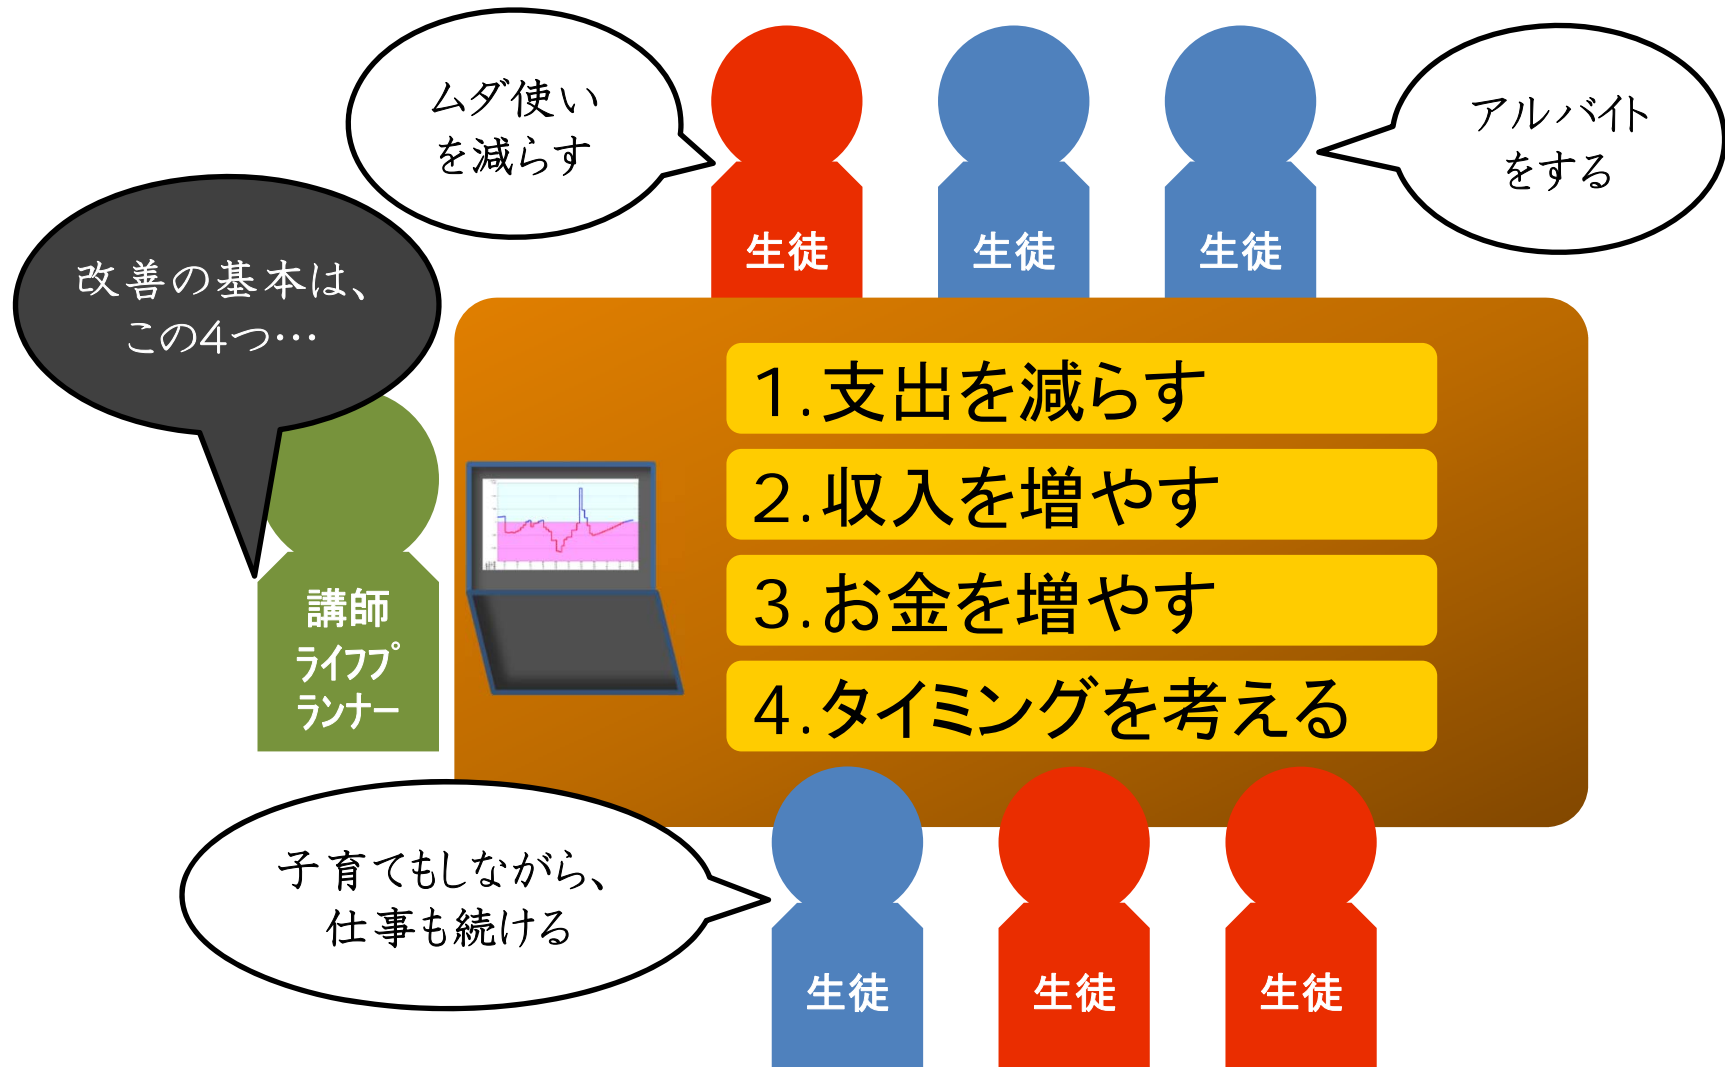 ムダ使い
を減らす
アルバイト
をする
生徒
生徒
生徒
改善の基本は、
この4つ…
1.支出を減らす
2.収入を増やす
3.お金を増やす
4.タイミングを考える
講師
ライフプ
ランナー
子育てもしながら、
仕事も続ける
生徒
生徒
生徒